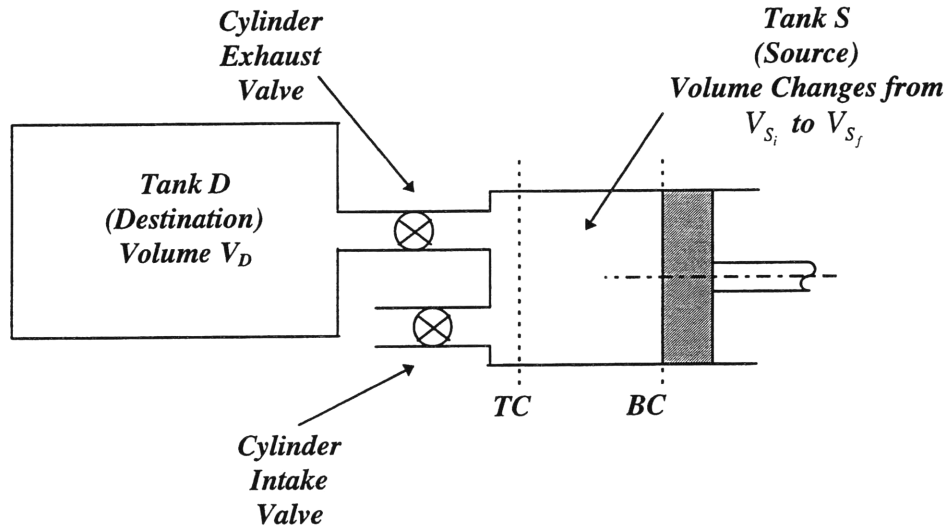 Cylinder
Exhaust
Valve
Tank S
(Source)
Volume Changes from
V_{S_i} to V_{S_f}
Tank D
(Destination)
Volume V_D
TC
BC
Cylinder
Intake
Valve